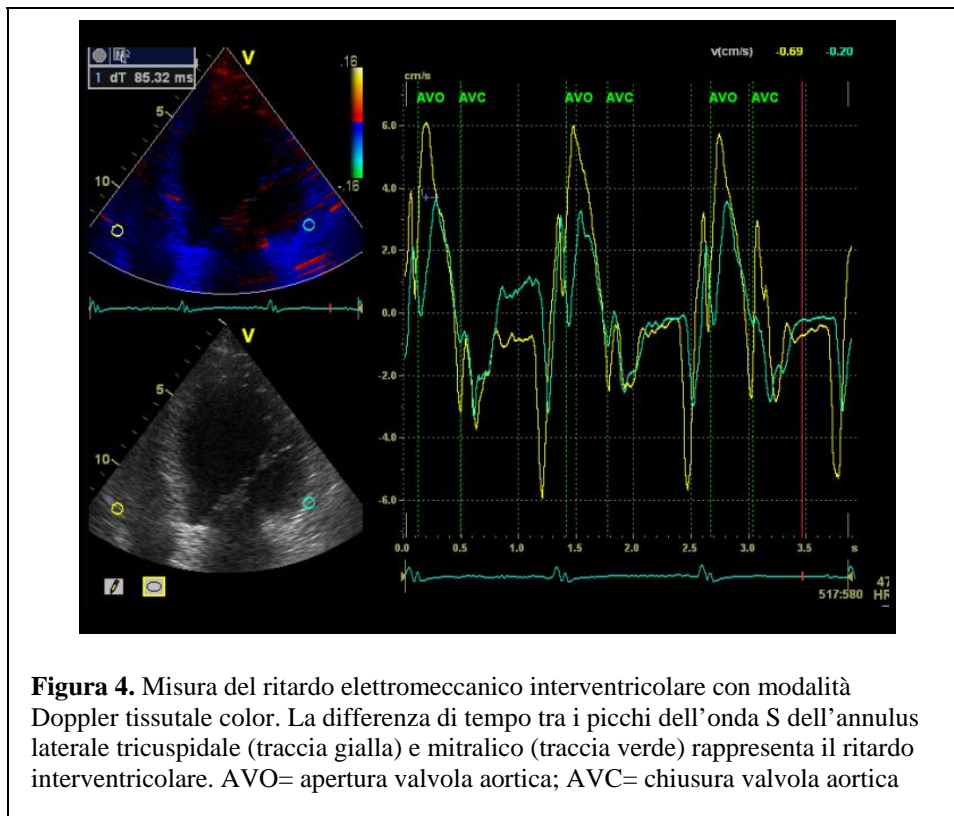 V
v(cm/s) -0.69 -0.20
1 dT 85.32 ms
.16
-.16
5
10
cm/s
AVO AVC AVO AVC AVO AVC
6.0
4.0
2.0
0.0
-2.0
-4.0
-6.0
0.0 0.5 1.0 1.5 2.0 2.5 3.0 3.5 s
V
5
10
47
517:580 HR
Figura 4. Misura del ritardo elettromeccanico interventricolare con modalità
Doppler tissutale color. La differenza di tempo tra i picchi dell’onda S dell’annulus
laterale tricuspidale (traccia gialla) e mitralico (traccia verde) rappresenta il ritardo
interventricolare. AVO= apertura valvola aortica; AVC= chiusura valvola aortica